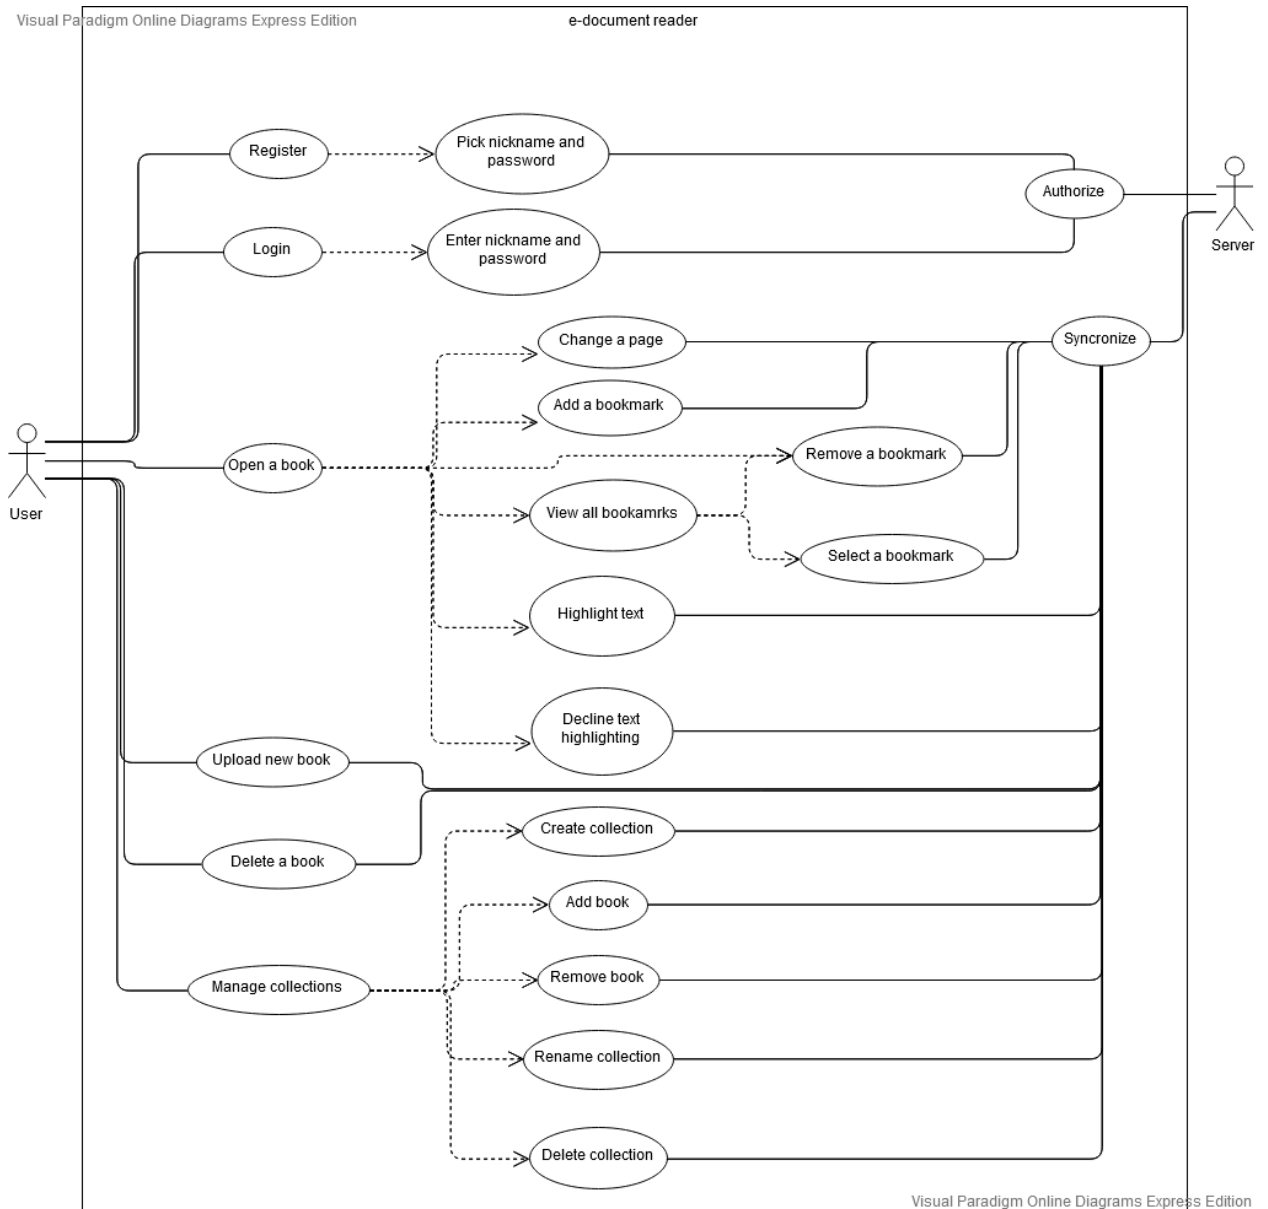 Visual Paradigm Online Diagrams Express Edition
e-document reader
Register
Pick nickname and
password
Authorize
Server
Login
Enter nickname and
password
Change a page
Syncronize
Add a bookmark
Remove a bookmark
Open a book
User
View all bookamrks
Select a bookmark
Highlight text
Decline text
highlighting
Upload new book
Create collection
Delete a book
Add book
Manage collections
Remove book
Rename collection
Delete collection
Visual Paradigm Online Diagrams Express Edition